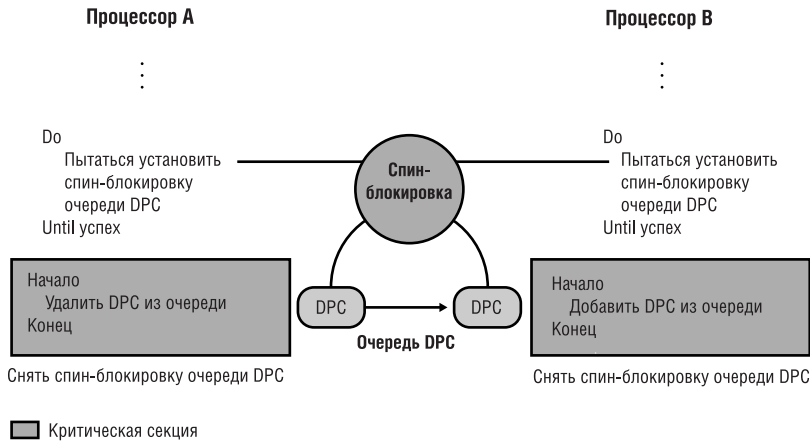 Процессор A
Процессор B
Do
Пытаться установить
спин-блокировку
очереди DPC
Until успех
Спин-
блокировка
Do
Пытаться установить
спин-блокировку
очереди DPC
Until успех
Начало
Удалить DPC из очереди
Конец
DPC
DPC
Очередь DPC
Начало
Добавить DPC из очереди
Конец
Снять спин-блокировку очереди DPC
Снять спин-блокировку очереди DPC
Критическая секция